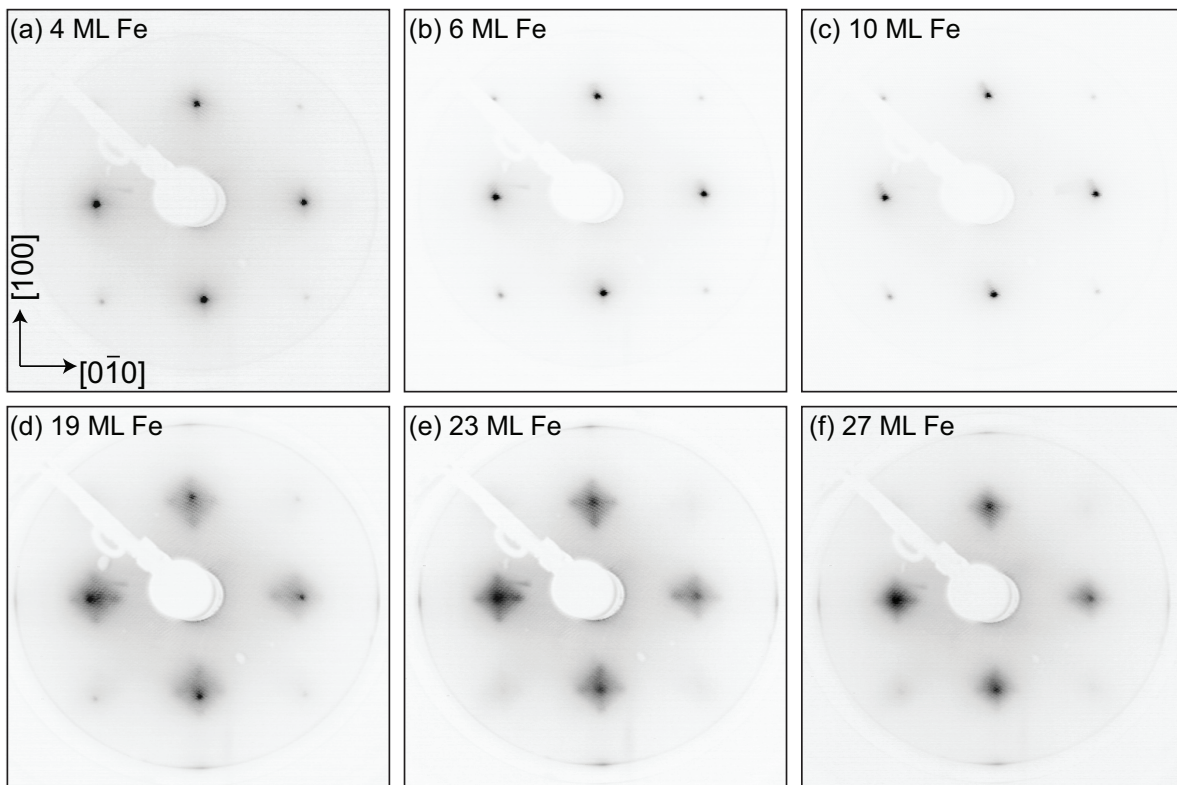 (a) 4 ML Fe
(b) 6 ML Fe
(c) 10 ML Fe
[100]
[01̄0]
(d) 19 ML Fe
(e) 23 ML Fe
(f) 27 ML Fe